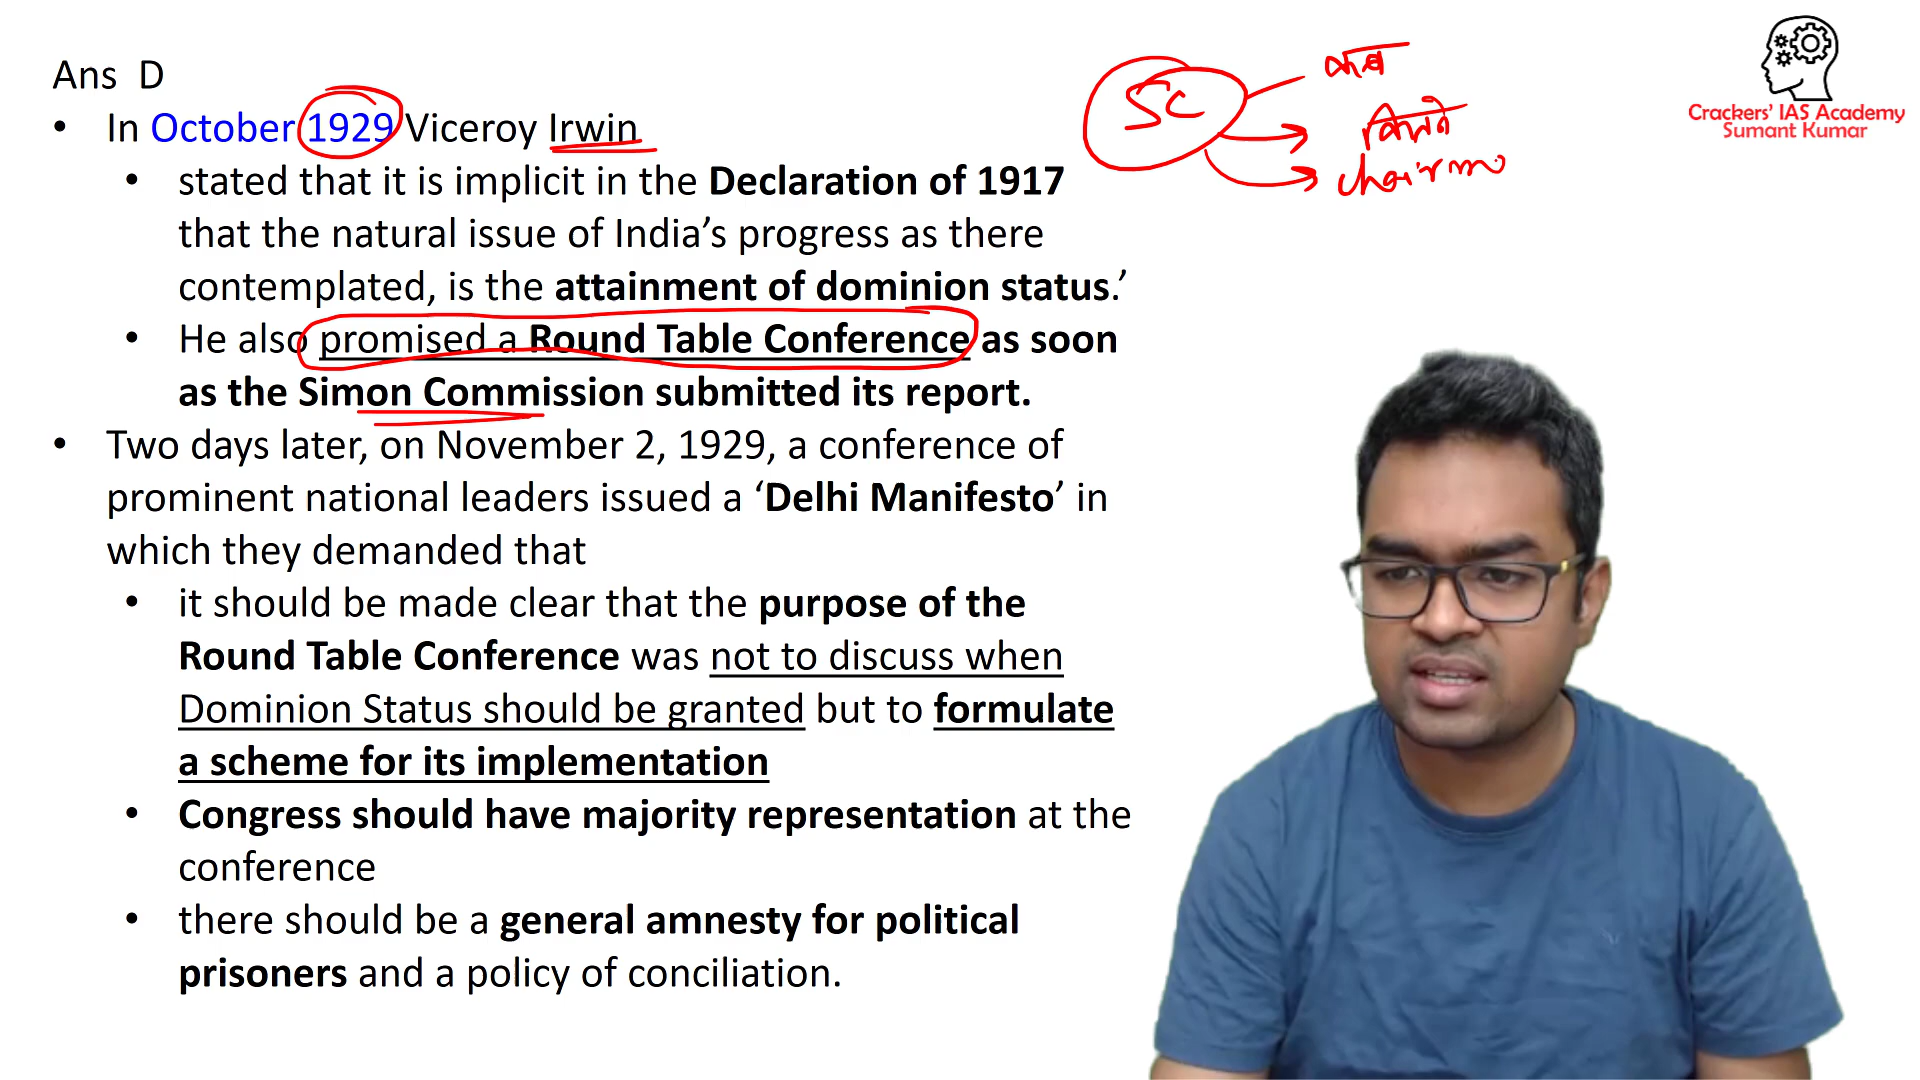 Ans D
• In October 1929 Viceroy Irwin
• stated that it is implicit in the Declaration of 1917
that the natural issue of India’s progress as there
contemplated, is the attainment of dominion status.’
• He also promised a Round Table Conference as soon
as the Simon Commission submitted its report.
• Two days later, on November 2, 1929, a conference of
prominent national leaders issued a ‘Delhi Manifesto’ in
which they demanded that
• it should be made clear that the purpose of the
Round Table Conference was not to discuss when
Dominion Status should be granted but to formulate
a scheme for its implementation
• Congress should have majority representation at the
conference
• there should be a general amnesty for political
prisoners and a policy of conciliation.
SC
कब
Crackers’ IAS Academy
Sumant Kumar